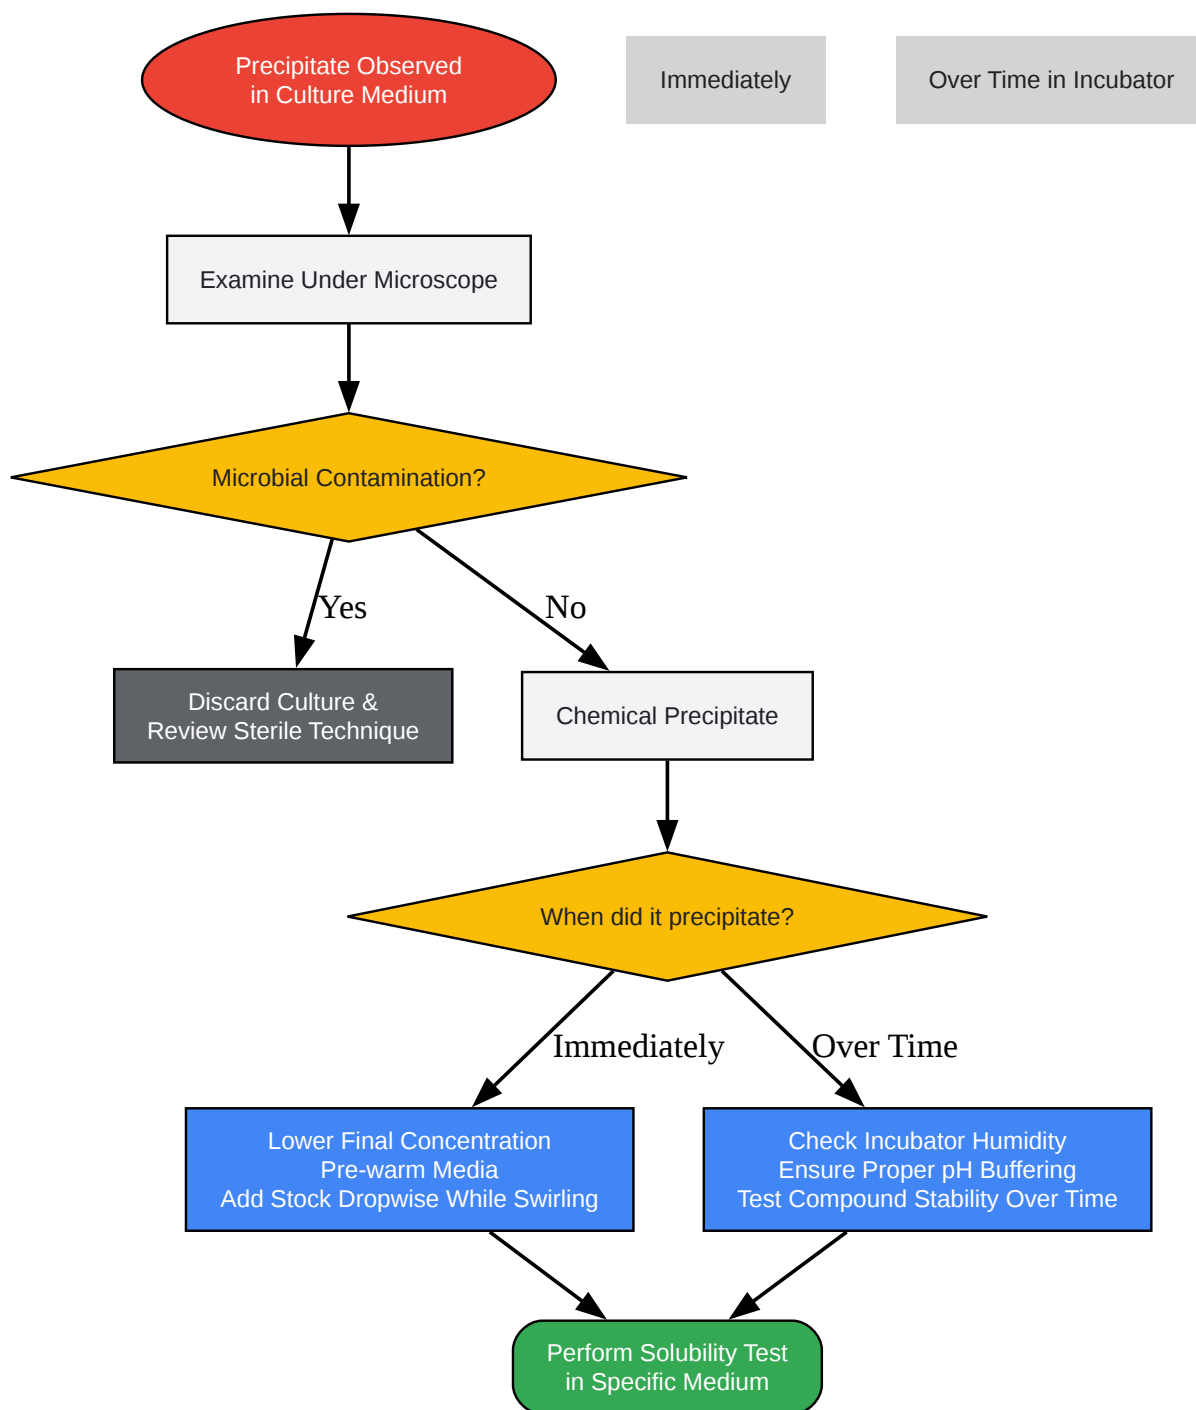 Precipitate Observed
in Culture Medium
Immediately
Over Time in Incubator
Examine Under Microscope
Microbial Contamination?
Yes
No
Discard Culture &
Review Sterile Technique
Chemical Precipitate
When did it precipitate?
Immediately
Over Time
Lower Final Concentration
Pre-warm Media
Add Stock Dropwise While Swirling
Check Incubator Humidity
Ensure Proper pH Buffering
Test Compound Stability Over Time
Perform Solubility Test
in Specific Medium